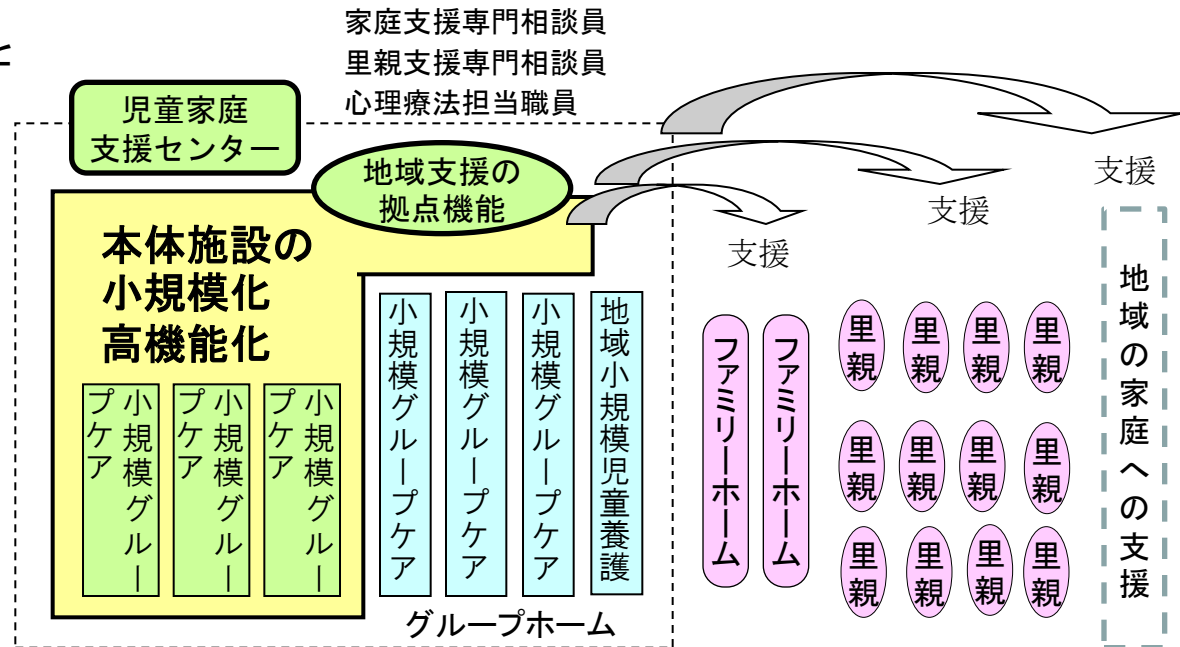 家庭支援専門相談員
里親支援専門相談員
心理療法担当職員
児童家庭
支援センター
地域支援の
拠点機能
支援
支援
支援
本体施設の
小規模化
高機能化
小規模グルー
プケア
小規模グルー
プケア
小規模グルー
プケア
小規模グループケア
小規模グループケア
小規模グループケア
地域小規模児童養護
グループホーム
ファミリーホーム
ファミリーホーム
里親
里親
里親
里親
里親
里親
里親
里親
里親
里親
里親
里親
地域の家庭への支援